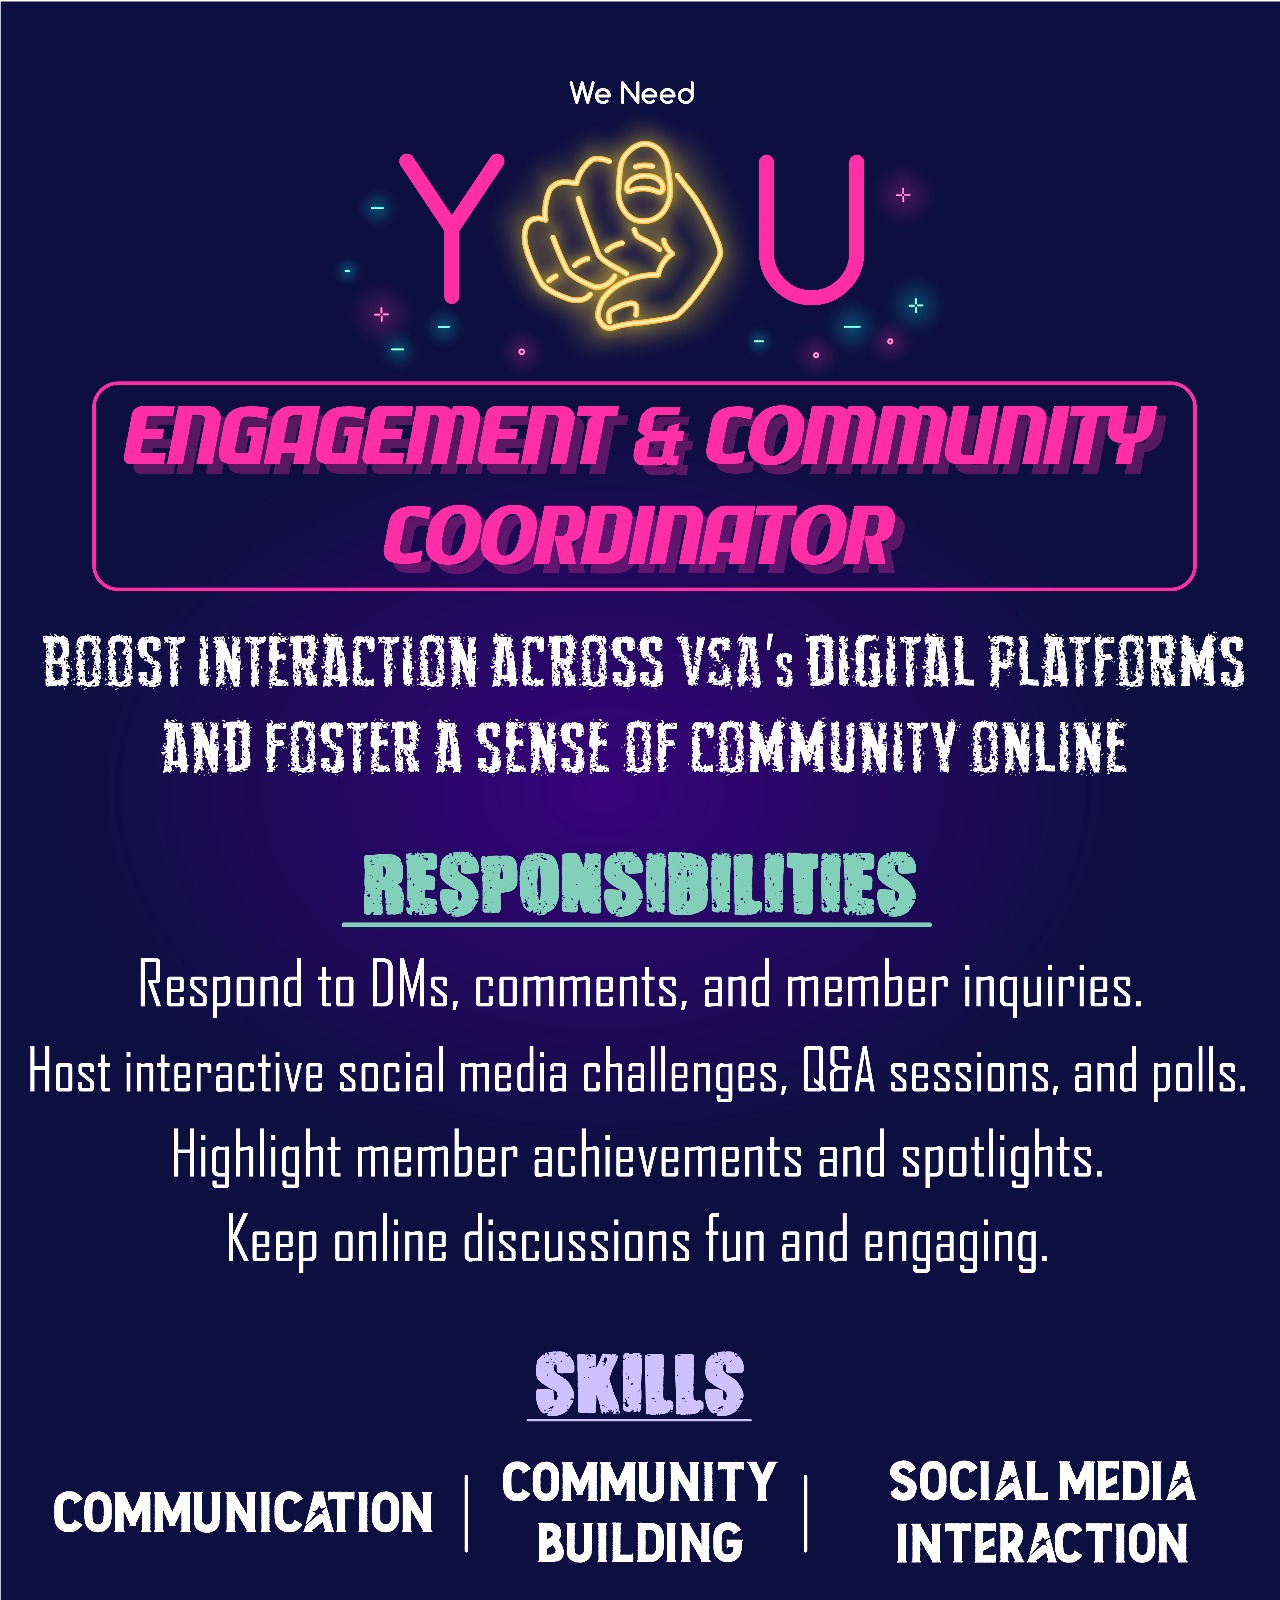 We Need
Y U
ENGAGEMENT & COMMUNITY
COORDINATOR
BOOST INTERACTION ACROSS VSA's DIGITAL PLATFORMS
AND FOSTER A SENSE OF COMMUNITY ONLINE
RESPONSIBILITIES
Respond to DMs, comments, and member inquiries.
Host interactive social media challenges, Q&A sessions, and polls.
Highlight member achievements and spotlights.
Keep online discussions fun and engaging.
SKILLS
COMMUNICATION
COMMUNITY
BUILDING
SOCIAL MEDIA
INTERACTION